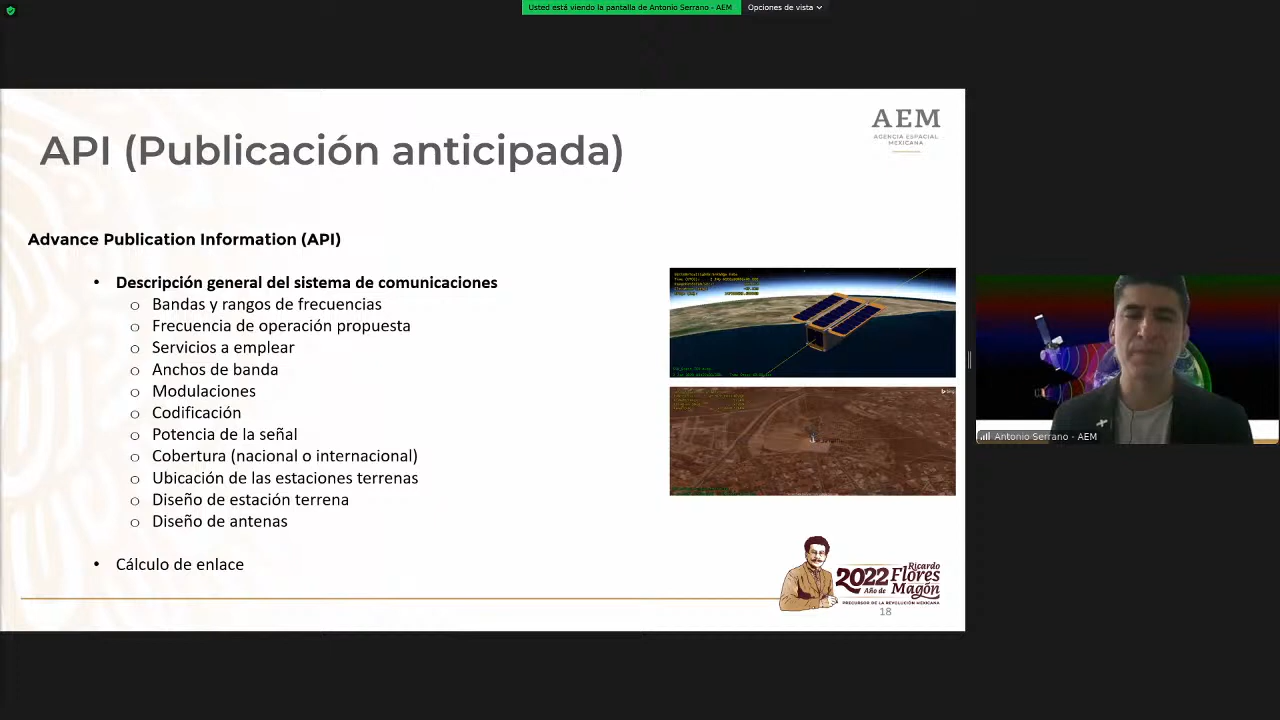 Usted está viendo la pantalla de Antonio Serrano - AEM
Opciones de vista
AEM
AGENCIA ESPACIAL
MEXICANA
API (Publicación anticipada)
Advance Publication Information (API)
• Descripción general del sistema de comunicaciones
o Bandas y rangos de frecuencias
o Frecuencia de operación propuesta
o Servicios a emplear
o Anchos de banda
o Modulaciones
o Codificación
o Potencia de la señal
o Cobertura (nacional o internacional)
o Ubicación de las estaciones terrenas
o Diseño de estación terrena
o Diseño de antenas
• Cálculo de enlace
bing
Antonio Serrano - AEM
2022 Ricardo
Año de Flores
Magón
PRECURSOR DE LA REVOLUCIÓN MEXICANA
18